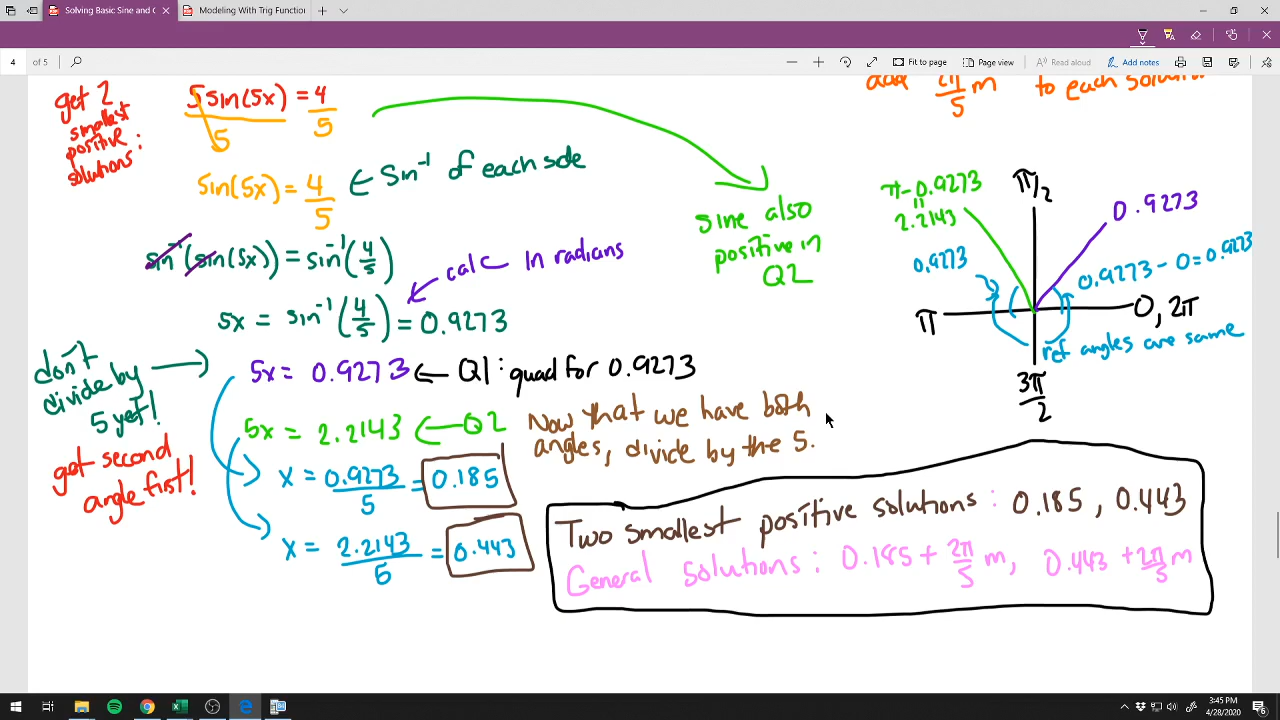 Solving Basic Sine and C
Modeling With Trig Function
4 of 5
Fit to page
Page view
Read aloud
Add notes
get 2
smallest
positive
solutions:
5sin(5x) = 4
5 5
sin(5x) = 4/5 ← Sin⁻¹ of each side
sin⁻¹(sin(5x)) = sin⁻¹(4/5)
calc in radians
5x = sin⁻¹(4/5) = 0.9273
don't
divide by
5 yet!
get second
angle first!
5x = 0.9273 ← Q1: quad for 0.9273
5x = 2.2143 ← Q2
Now that we have both
angles, divide by the 5.
x = 0.9273/5 = 0.185
x = 2.2143/5 = 0.443
sine also
positive in
Q2
add 2π/5 m to each solution
π/2
π-0.9273
=
2.2143
0.9273
0.9273
0.9273 - 0 = 0.9273
π
0, 2π
ref angles are same
3π/2
Two smallest positive solutions: 0.185, 0.443
General solutions: 0.185 + 2π/5 m, 0.443 + 2π/5 m
3:45 PM
4/28/2020
6